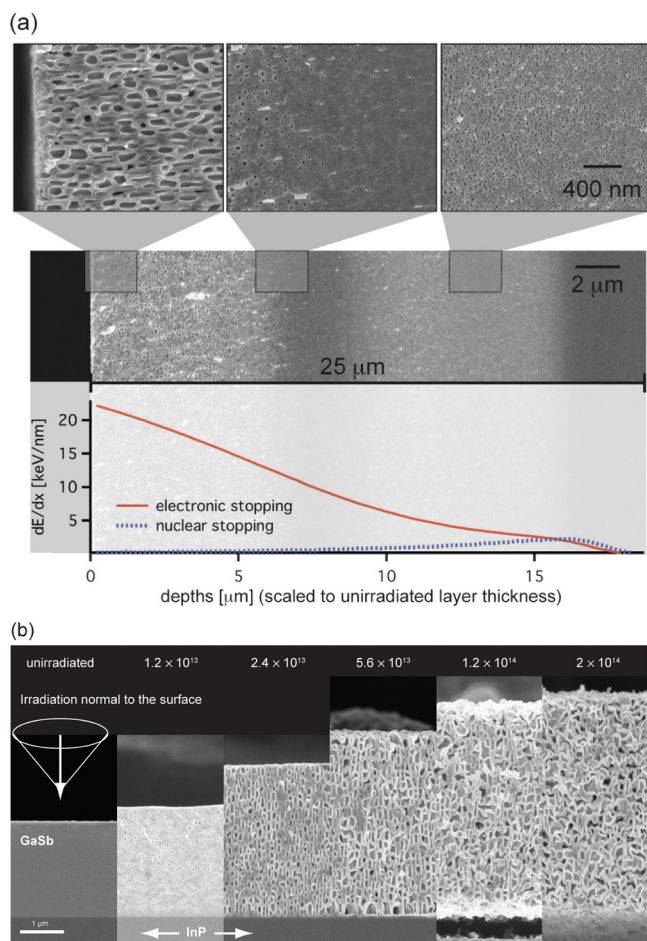 (a)
400 nm
2 μm
25 μm
20
15
10
5
dE/dx [keV/nm]
electronic stopping
nuclear stopping
0 5 10 15
depths [μm] (scaled to unirradiated layer thickness)
(b)
unirradiated 1.2 × 10¹³ 2.4 × 10¹³ 5.6 × 10¹³ 1.2 × 10¹⁴ 2 × 10¹⁴
Irradiation normal to the surface
GaSb
1 μm
InP